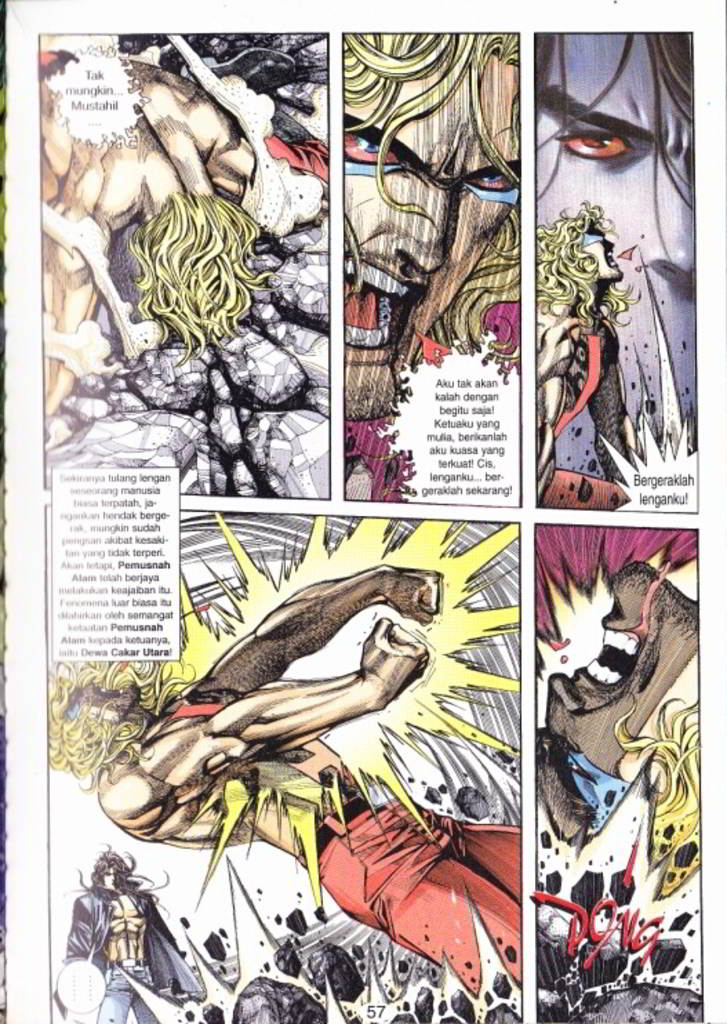 Tak
mungkin...
Mustahil
....
Aku tak akan
kalah dengan
begitu saja!
Ketuaku yang
mulia, berikanlah
aku kuasa yang
terkuat! Cis,
lenganku... ber-
geraklah sekarang!
Bergeraklah
lenganku!
Sekiranya tulang lengan
seseorang manusia
biasa terpatah, ja-
ngankan hendak berge-
rak, mungkin sudah
pengsan akibat kesaki-
tan yang tidak terperi.
Akan tetapi, Pemusnah
Alam telah berjaya
melakukan keajaiban itu.
Fenomena luar biasa itu
dilahirkan oleh semangat
ketaatan Pemusnah
Alam kepada ketuanya,
iaitu Dewa Cakar Utara!
DONG
57